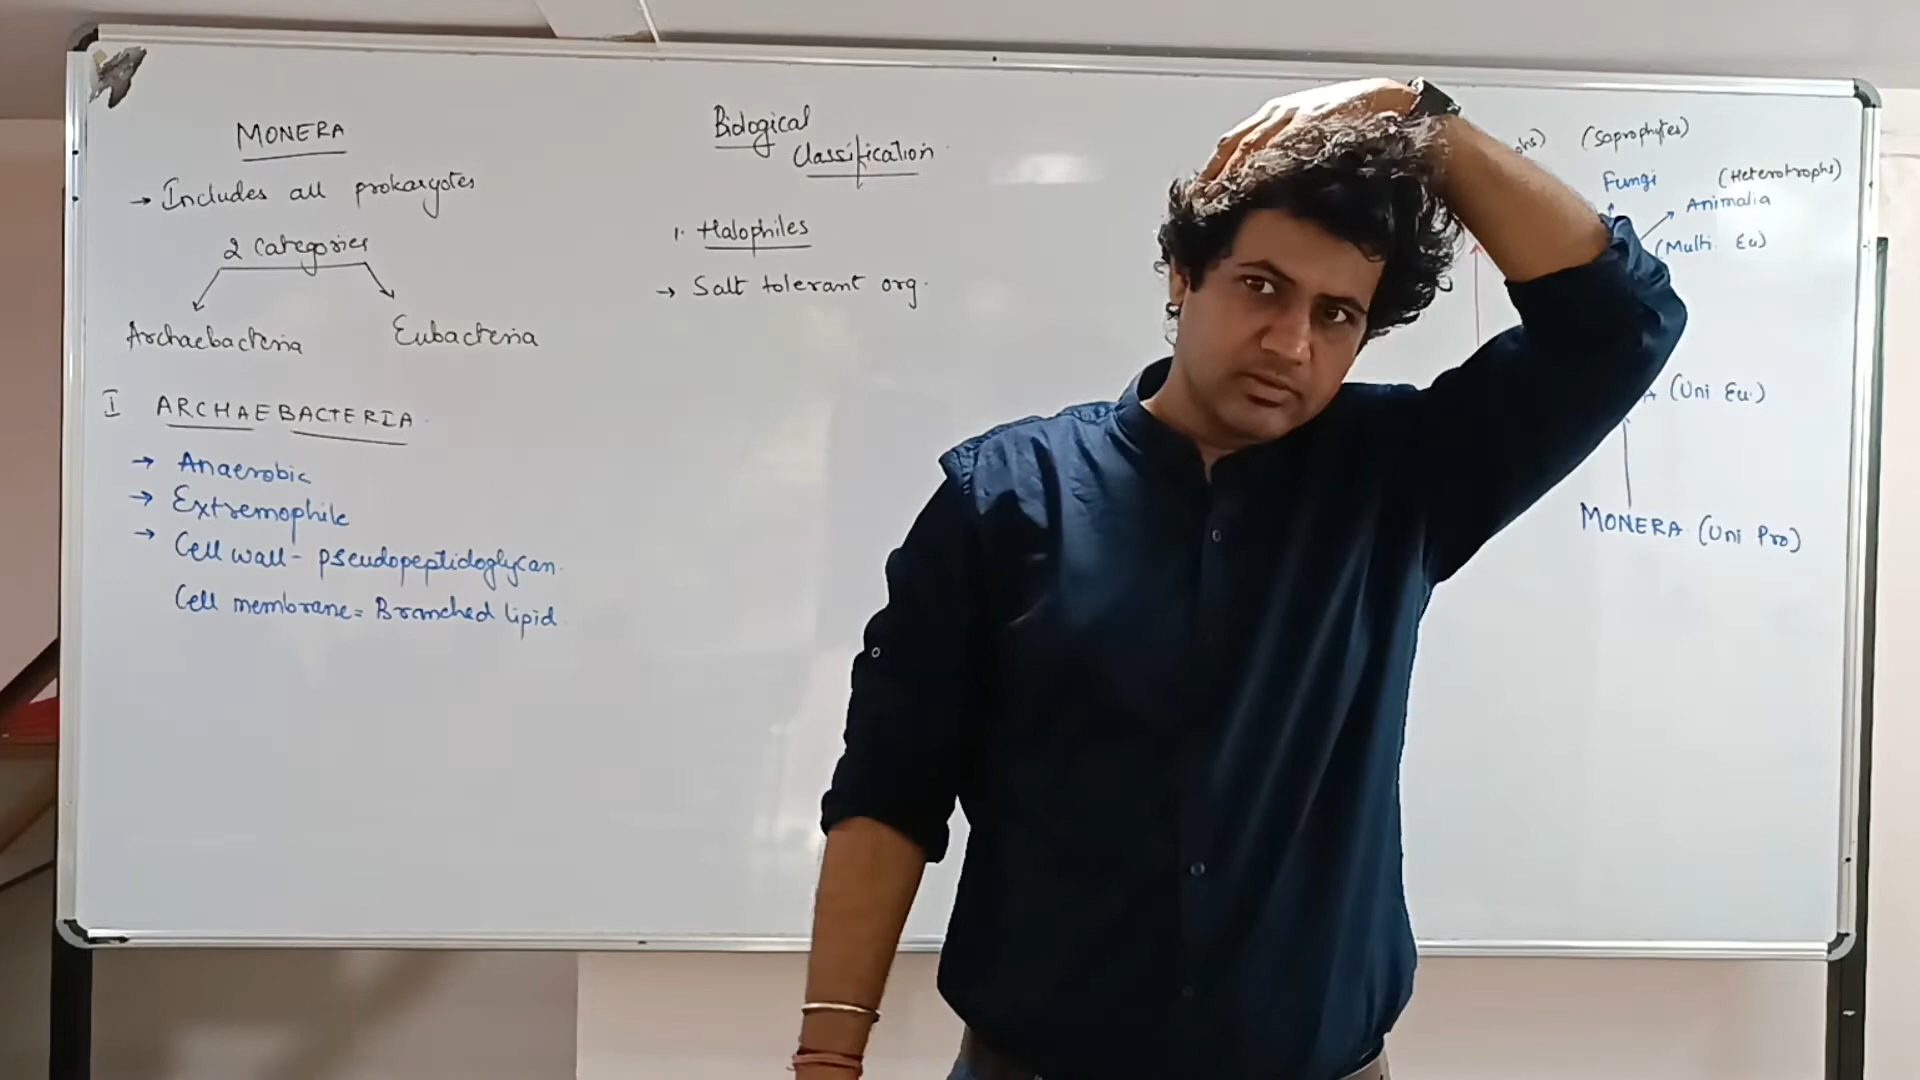 MONERA
→ Includes all prokaryotes
2 Categories
Archaebacteria
Eubacteria
I ARCHAEBACTERIA
→ Anaerobic
→ Extremophile
→ Cell wall - pseudopeptidoglycan.
Cell membrane = Branched lipid
Biological
Classification
1. Halophiles
→ Salt tolerant org.
(Saprophytes)
Fungi
(Heterotrophs)
Animalia
(Multi Eu)
(Uni Eu.)
MONERA (Uni Pro)